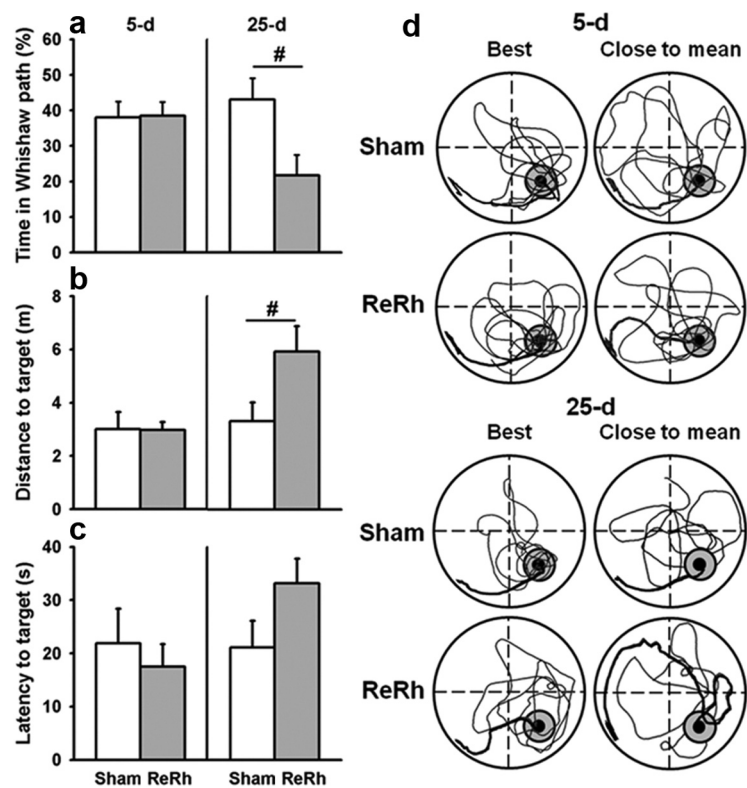 a
5-d
25-d
Time in Whishaw path (%)
60
50
40
30
20
10
0
#
b
Distance to target (m)
8
6
4
2
0
#
c
Latency to target (s)
40
30
20
10
0
Sham ReRh
Sham ReRh
d
5-d
Best
Close to mean
Sham
ReRh
25-d
Best
Close to mean
Sham
ReRh